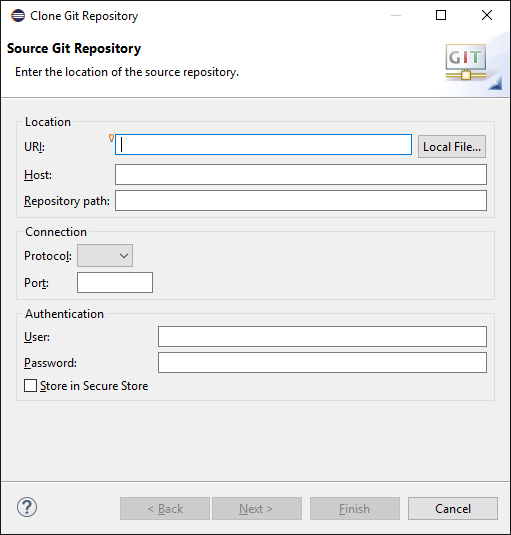 Clone Git Repository
Source Git Repository
Enter the location of the source repository.
GIT
Location
URI:
Local File...
Host:
Repository path:
Connection
Protocol:
Port:
Authentication
User:
Password:
Store in Secure Store
?
< Back
Next >
Finish
Cancel